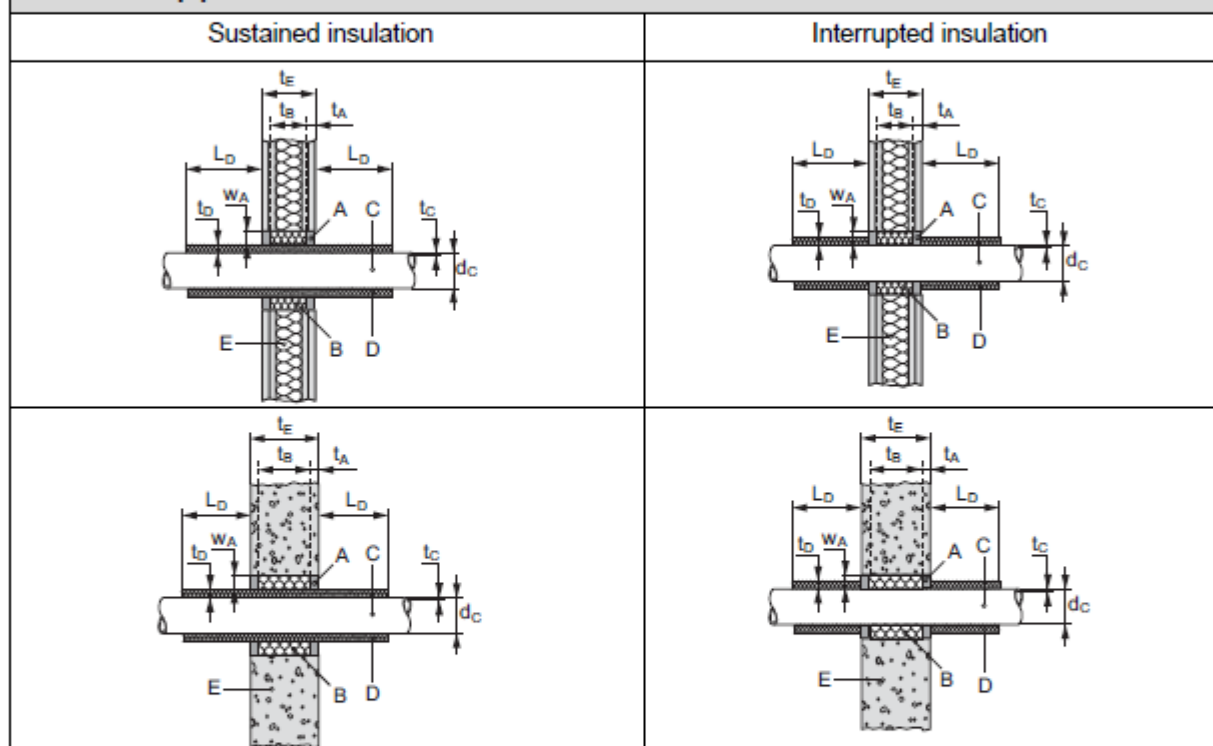 Sustained insulation
Interrupted insulation
tE
tB tA
LD LD
tD wA A C tC
dC
E B D
tE
tB tA
LD LD
tD wA A C tC
dC
E B D
tE
tB tA
LD LD
tD wA A C tC
dC
E B D
tE
tB tA
LD LD
tD wA A C tC
dC
E B D